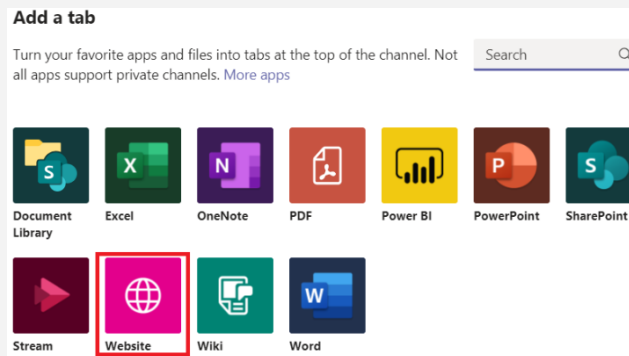 Add a tab
Turn your favorite apps and files into tabs at the top of the channel. Not
all apps support private channels. More apps
Search
Document
Library
Excel
OneNote
PDF
Power BI
PowerPoint
SharePoint
Stream
Website
Wiki
Word